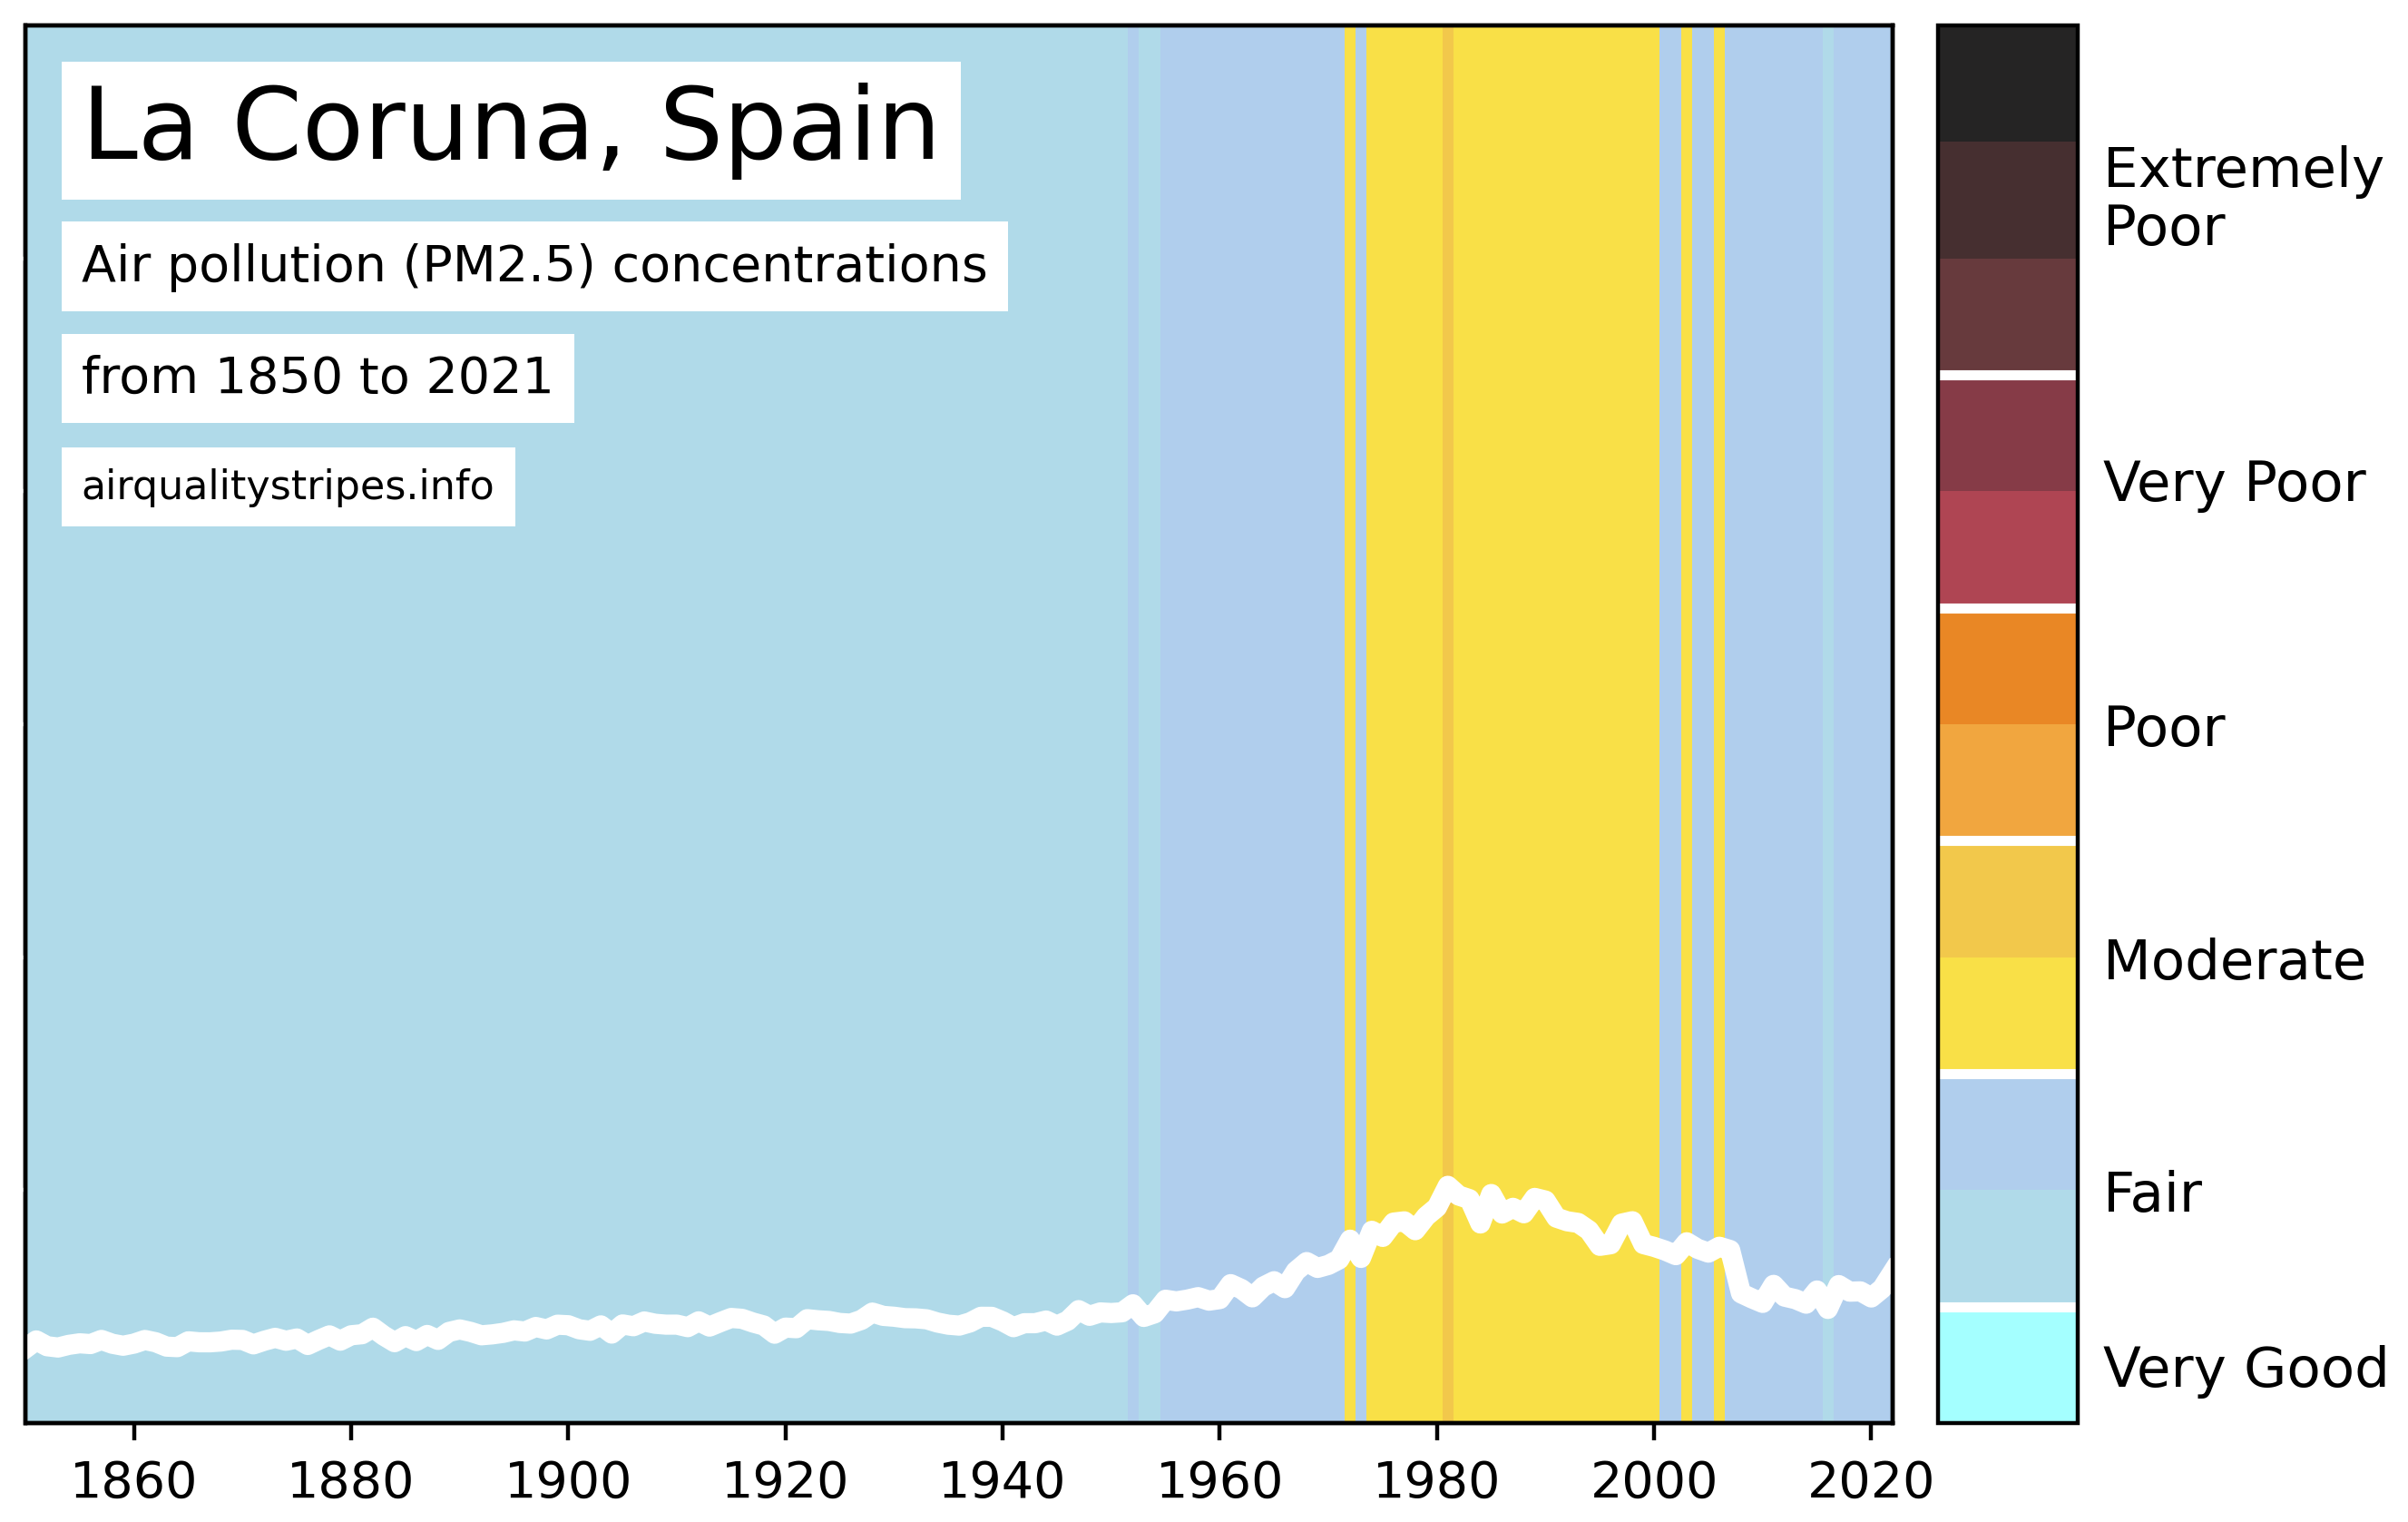 La Coruna, Spain
Air pollution (PM2.5) concentrations
from 1850 to 2021
airqualitystripes.info
Extremely
Poor
Very Poor
Poor
Moderate
Fair
Very Good
1860 1880 1900 1920 1940 1960 1980 2000 2020